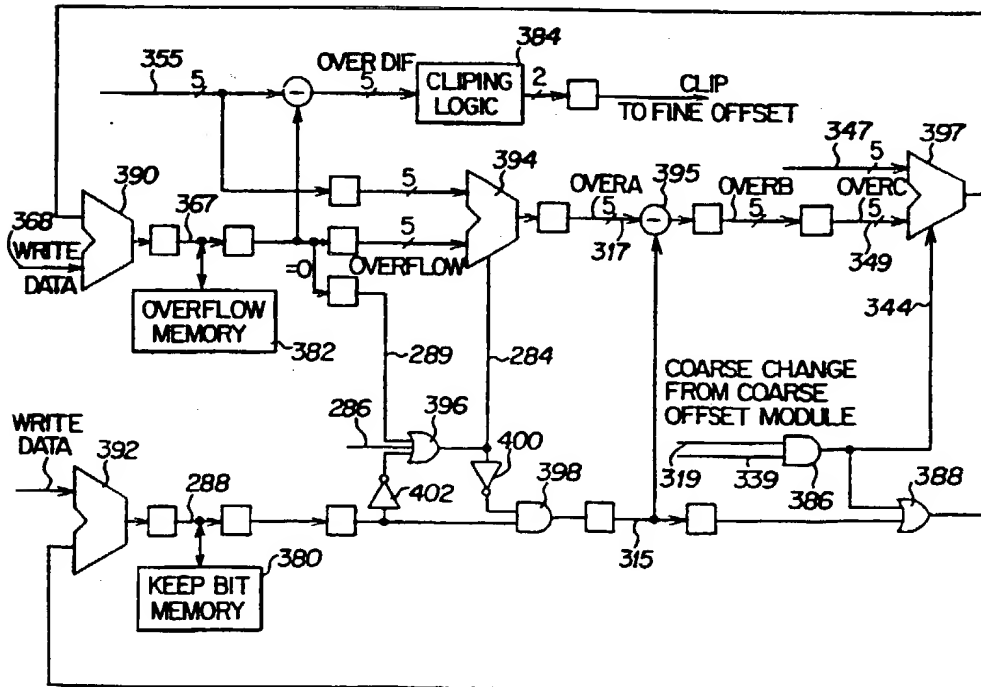 355
5
OVER DIF
5
384
CLIPING
LOGIC
2
CLIP
TO FINE OFFSET
390
368
WRITE
DATA
367
OVERFLOW
MEMORY
382
=0
5
5
OVERFLOW
394
OVERA
5
317
395
OVERB
5
347
5
OVERC
5
349
397
344
289
284
COARSE CHANGE
FROM COARSE
OFFSET MODULE
319
339
386
388
WRITE
DATA
392
288
KEEP BIT
MEMORY
380
286
396
402
400
398
315